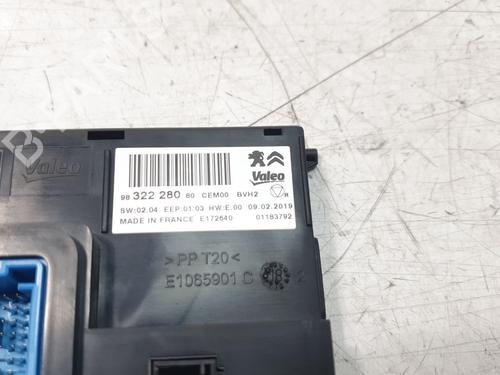 Valeo
98 322 280 80 CEM00 BVH2 R
SW:02.04 EEP:01:03 HW:E.00 09.02.2019
MADE IN FRANCE E172640 01183792
Valeo
>PP T20<
E1065901 C